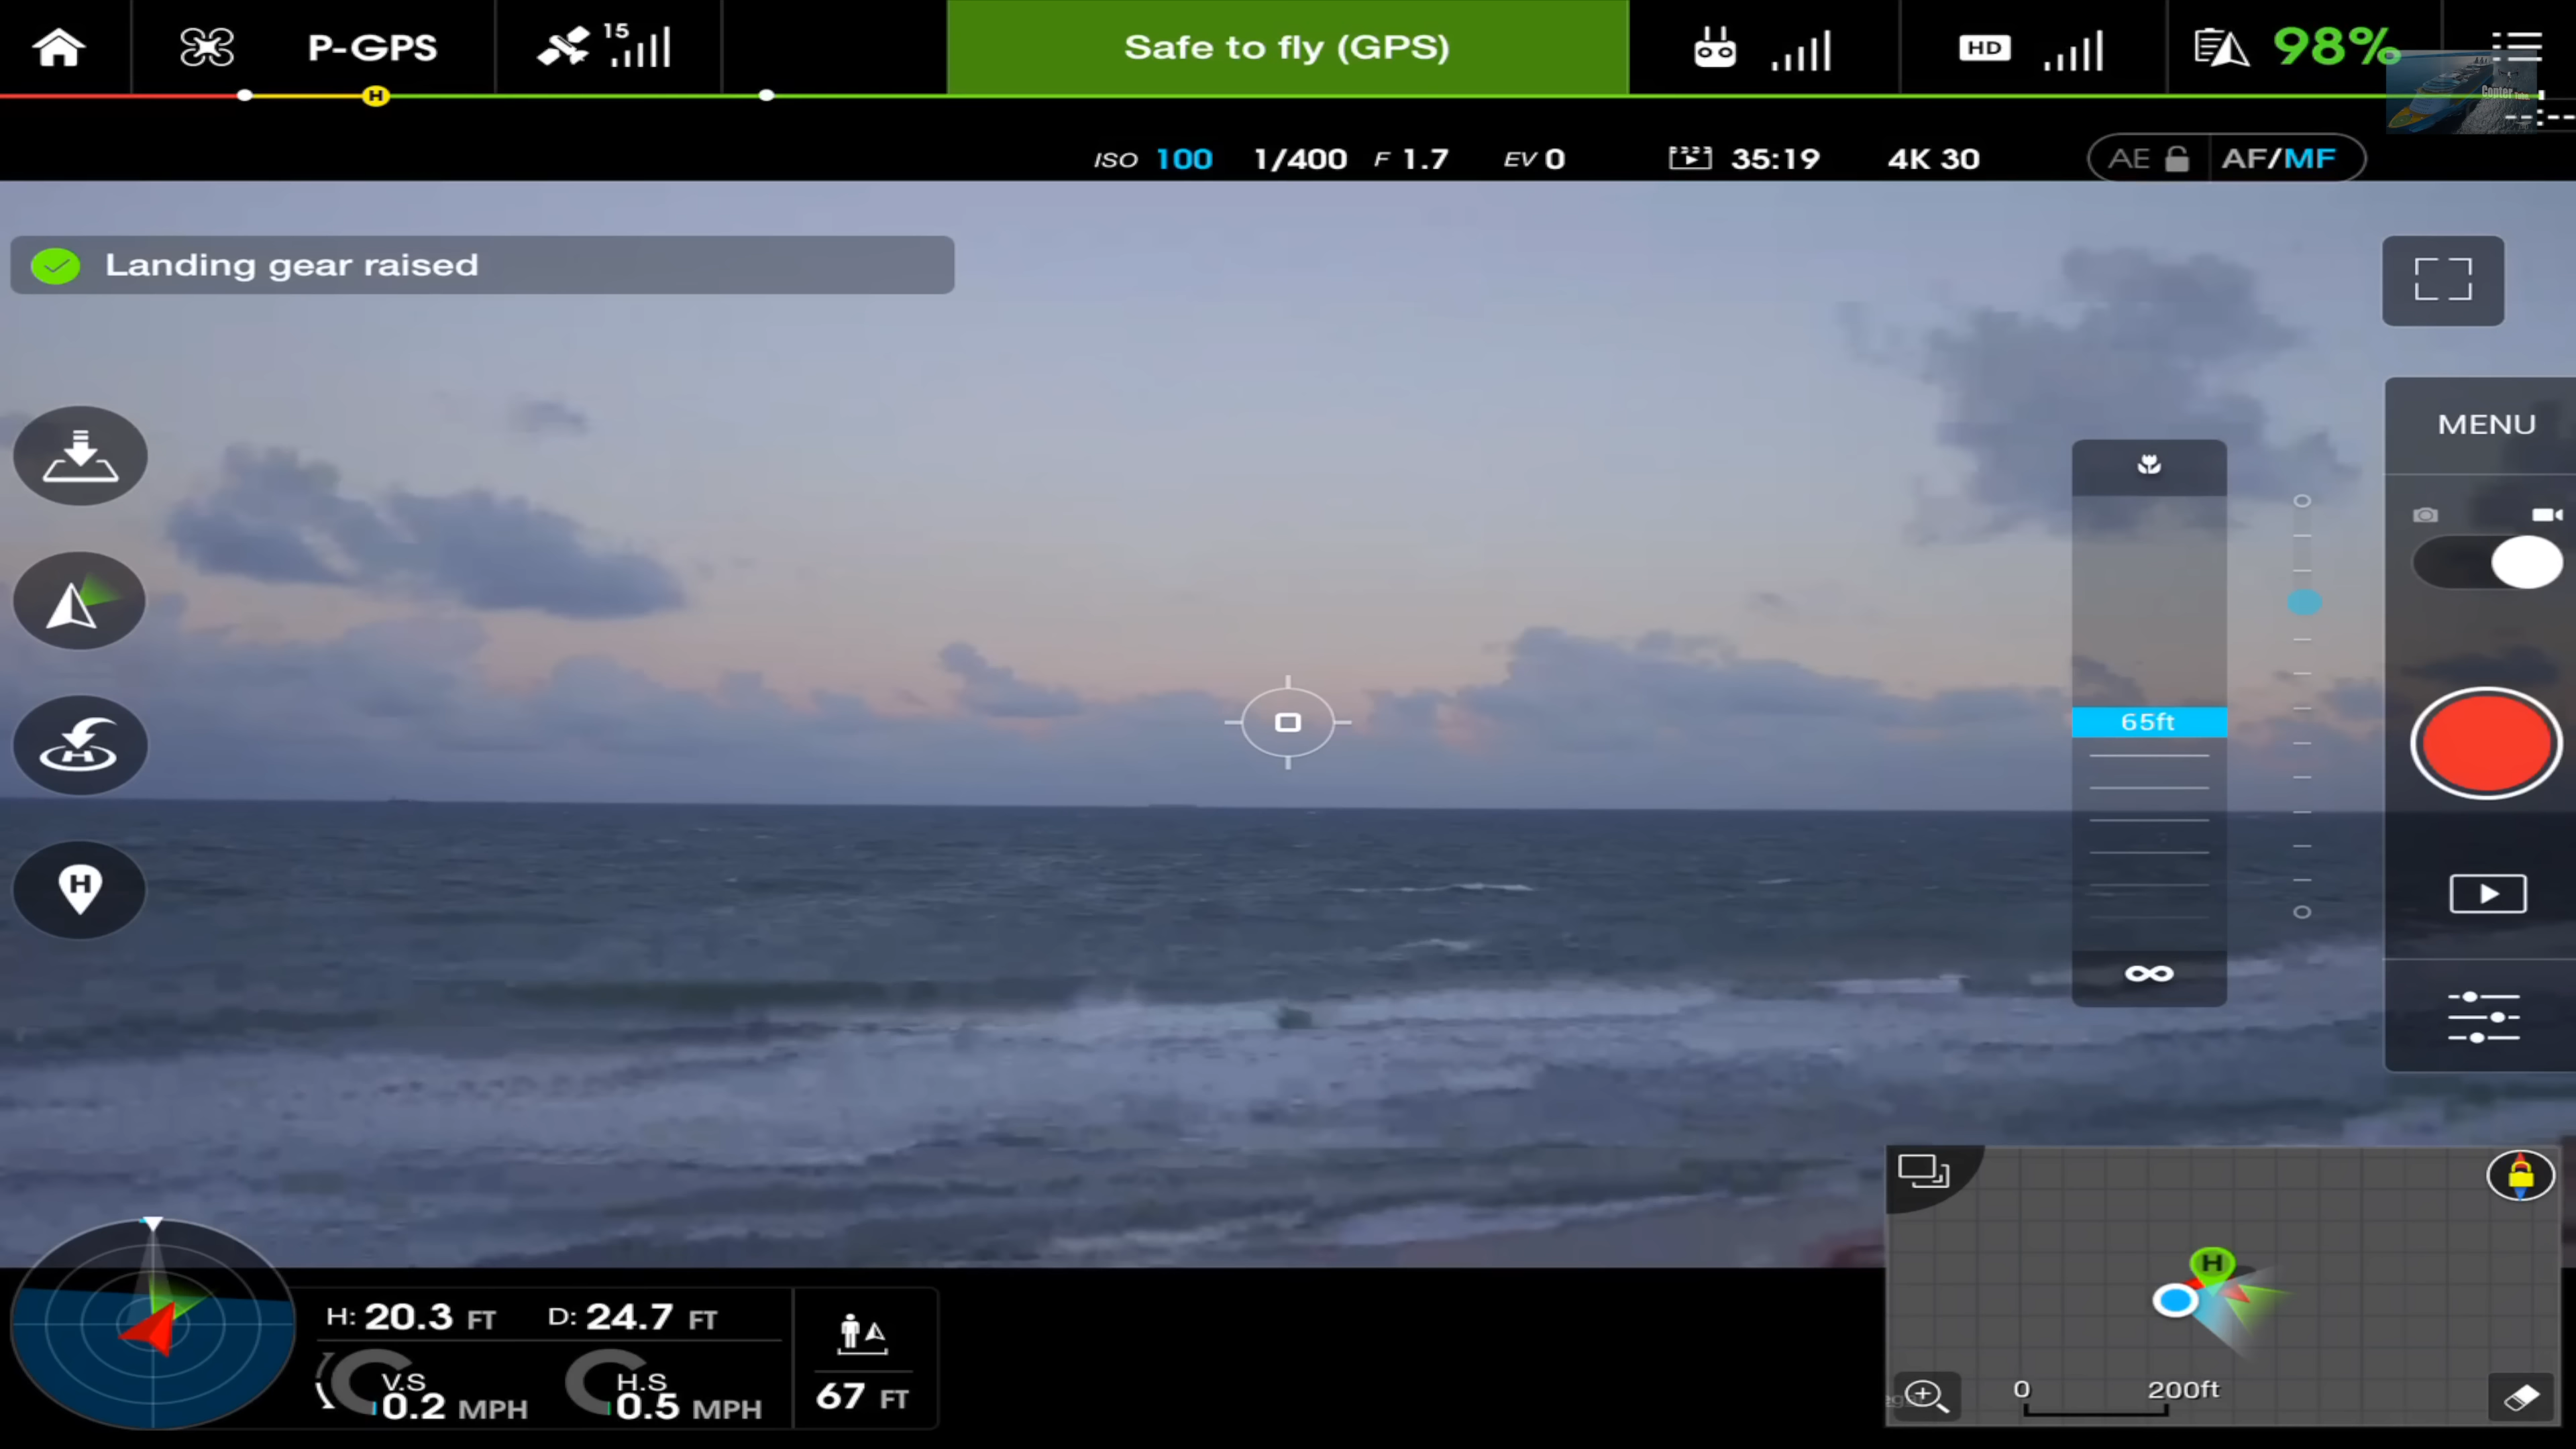 P-GPS
15
Safe to fly (GPS)
HD
98%
H
Copter
--:--
ISO 100 1/400 F 1.7 EV 0 35:19 4K 30 AE AF/MF
Landing gear raised
MENU
65ft
∞
H
H
H
H: 20.3 FT D: 24.7 FT
V.S 0.2 MPH H.S 0.5 MPH
67 FT
0 200ft